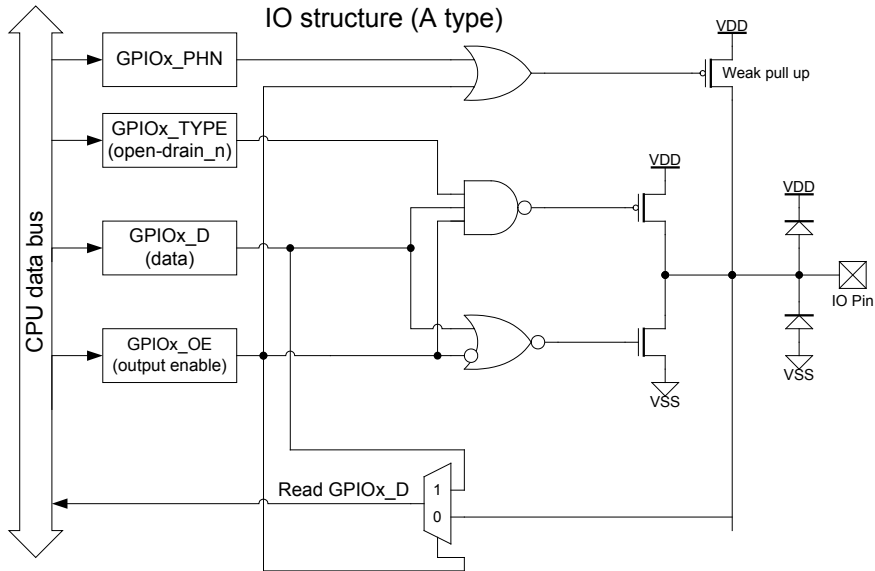 IO structure (A type)
VDD
GPIOx_PHN
Weak pull up
GPIOx_TYPE
(open-drain_n)
VDD
VDD
GPIOx_D
(data)
CPU data bus
IO Pin
GPIOx_OE
(output enable)
VSS
VSS
Read GPIOx_D
1
0